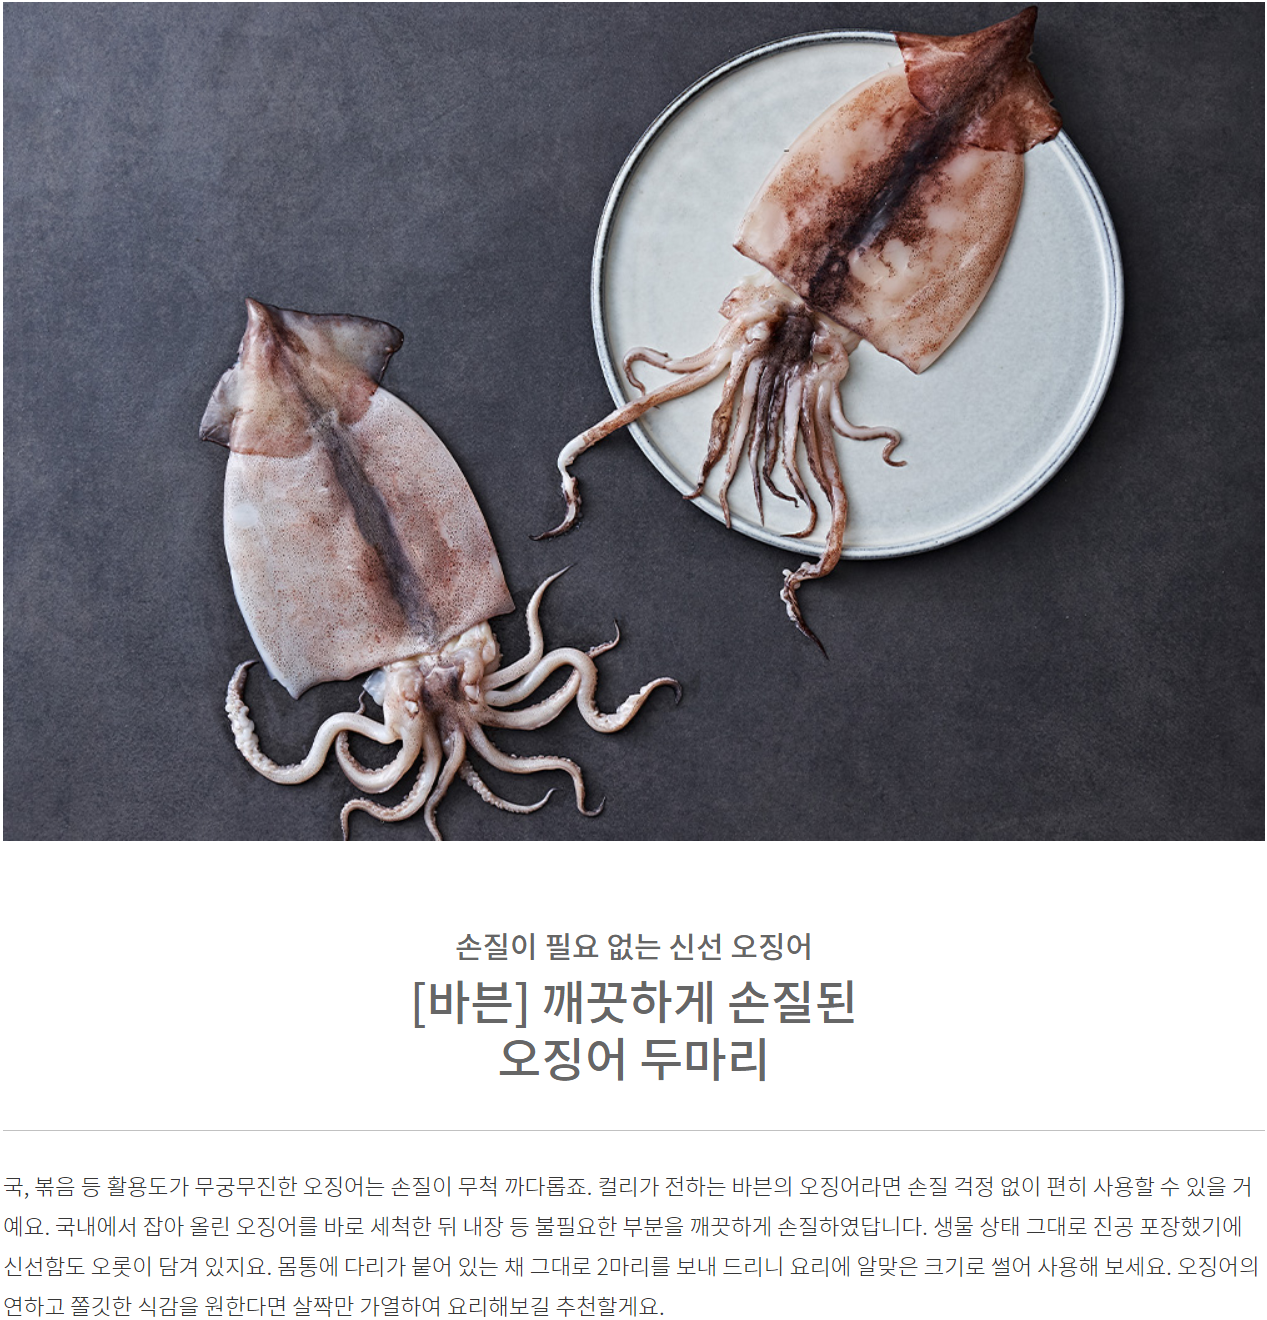 손질이 필요 없는 신선 오징어
[바븐] 깨끗하게 손질된
오징어 두마리
국, 볶음 등 활용도가 무궁무진한 오징어는 손질이 무척 까다롭죠. 컬리가 전하는 바븐의 오징어라면 손질 걱정 없이 편히 사용할 수 있을 거
예요. 국내에서 잡아 올린 오징어를 바로 세척한 뒤 내장 등 불필요한 부분을 깨끗하게 손질하였답니다. 생물 상태 그대로 진공 포장했기에
신선함도 오롯이 담겨 있지요. 몸통에 다리가 붙어 있는 채 그대로 2마리를 보내 드리니 요리에 알맞은 크기로 썰어 사용해 보세요. 오징어의
연하고 쫄깃한 식감을 원한다면 살짝만 가열하여 요리해보길 추천할게요.